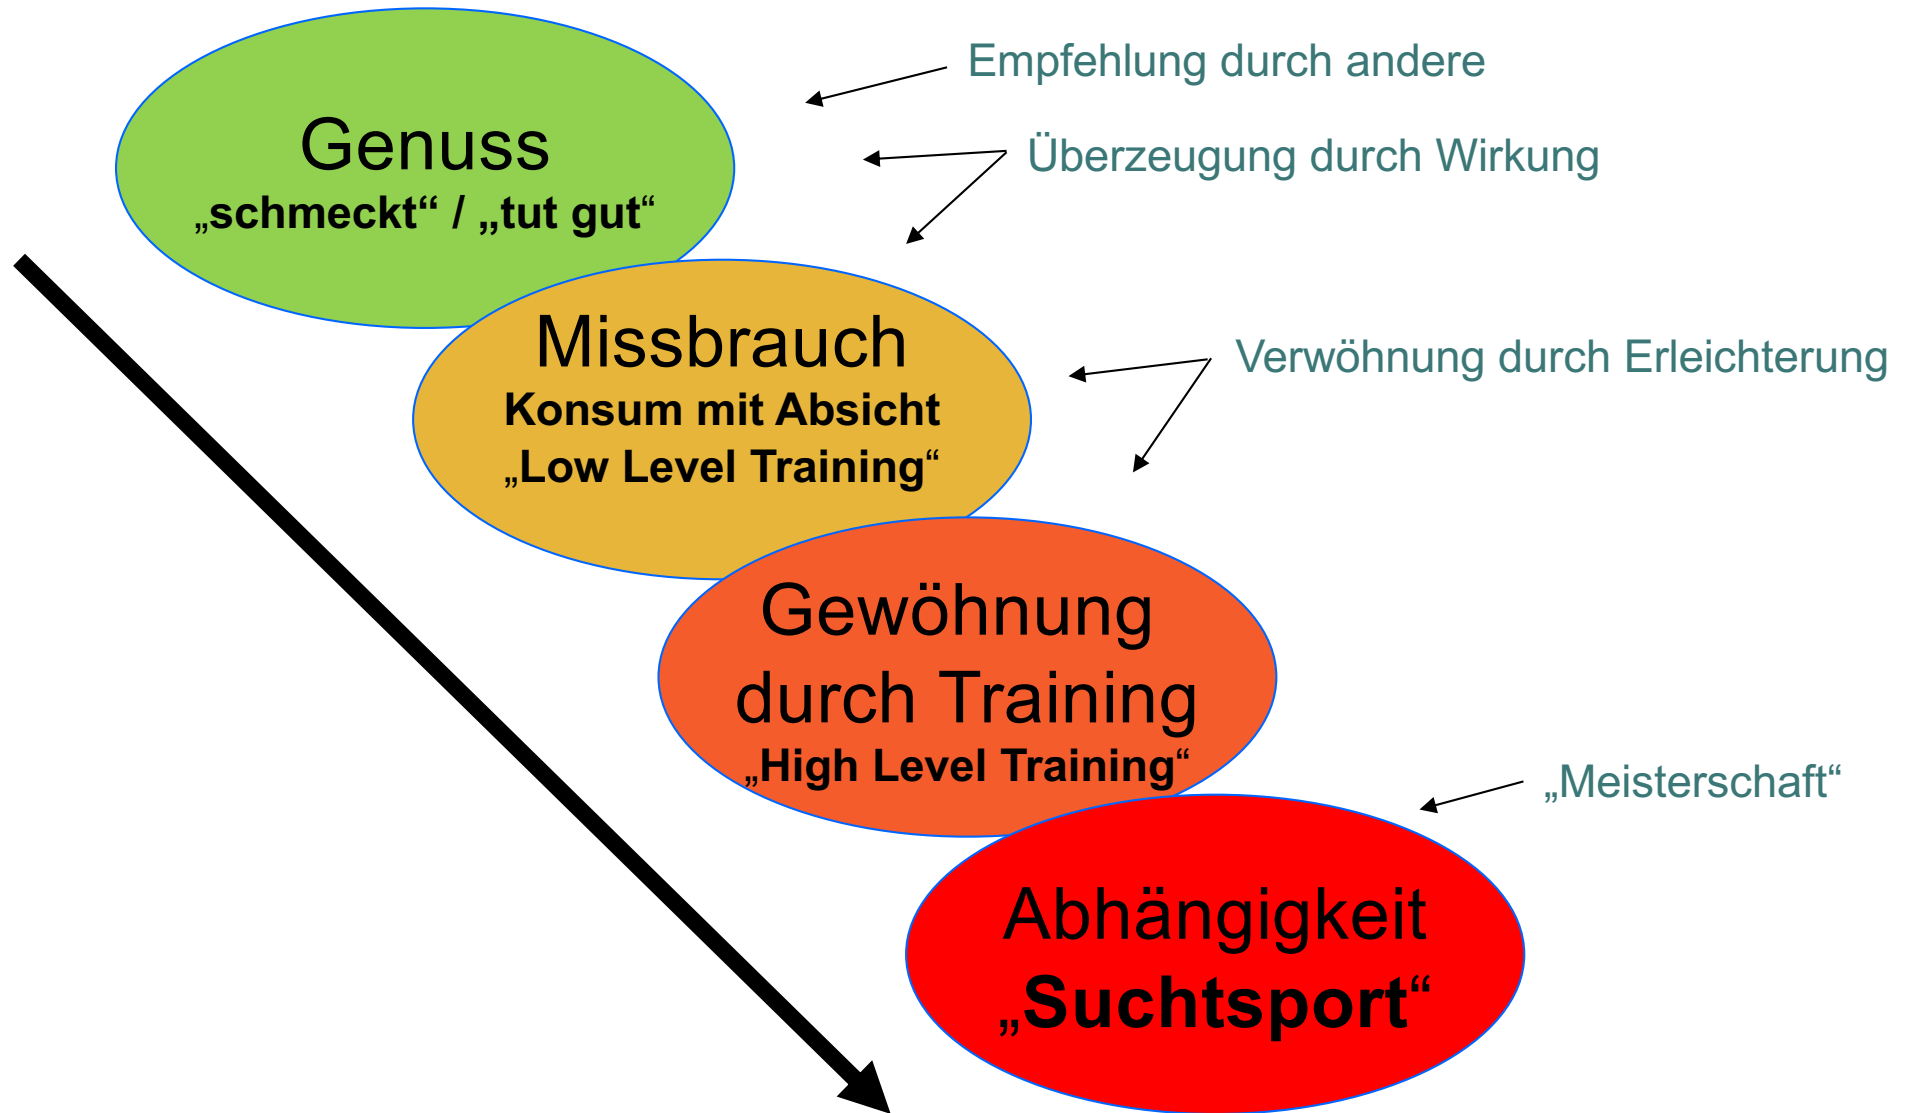 Empfehlung durch andere
Genuss
„schmeckt“ / „tut gut“
Überzeugung durch Wirkung
Missbrauch
Konsum mit Absicht
„Low Level Training“
Verwöhnung durch Erleichterung
Gewöhnung
durch Training
„High Level Training“
„Meisterschaft“
Abhängigkeit
„Suchtsport“